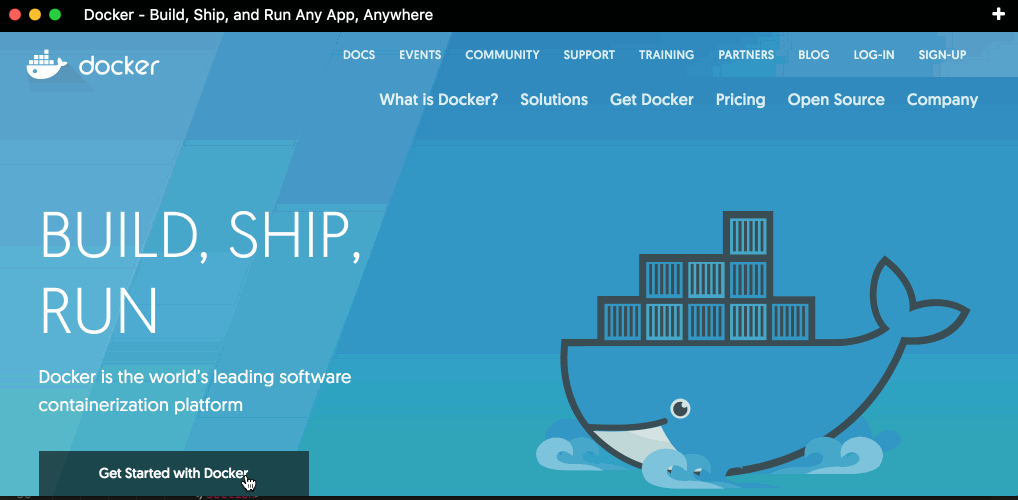 Docker - Build, Ship, and Run Any App, Anywhere
docker
DOCS EVENTS COMMUNITY SUPPORT TRAINING PARTNERS BLOG LOG-IN SIGN-UP
What is Docker? Solutions Get Docker Pricing Open Source Company
BUILD, SHIP,
RUN
Docker is the world's leading software
containerization platform
Get Started with Docker